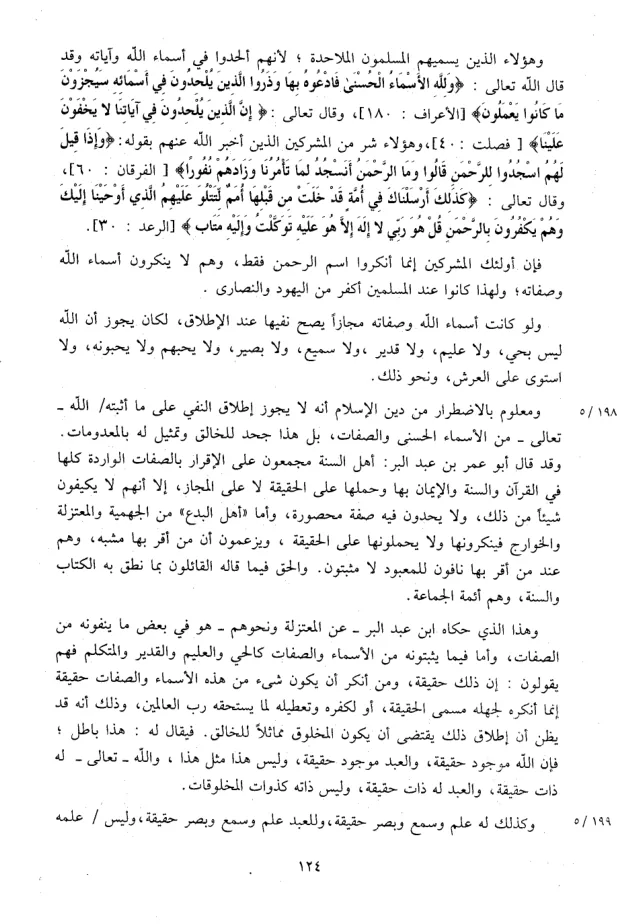 وهؤلاء الذين يسميهم المسلمون الملاحدة ؛ لأنهم ألحدوا في أسماء الله وآياته وقد
قال الله تعالى : ﴿وَلِلَّهِ الأَسْمَاءُ الْحُسْنَىٰ فَادْعُوهُ بِهَا وَذَرُوا الَّذِينَ يُلْحِدُونَ فِي أَسْمَائِهِ سَيُجْزَوْنَ
مَا كَانُوا يَعْمَلُونَ﴾ [الأعراف : ١٨٠]، وقال تعالى :﴿ إِنَّ الَّذِينَ يُلْحِدُونَ فِي آيَاتِنَا لا يَخْفَوْنَ
عَلَيْنَا﴾ [ فصلت : ٤٠]،وهؤلاء شر من المشركين الذين أخبر الله عنهم بقوله:﴿وَإِذَا قِيلَ
لَهُمُ اسْجُدُوا لِلرَّحْمَنِ قَالُوا وَمَا الرَّحْمَنُ أَنَسْجُدُ لِمَا تَأْمُرُنَا وَزَادَهُمْ نُفُورًا﴾ [ الفرقان : ٦٠]،
وقال تعالى : ﴿كَذَلِكَ أَرْسَلْنَاكَ فِي أُمَّةٍ قَدْ خَلَتْ مِن قَبْلِهَا أُمَمٌ لِّتَتْلُوَ عَلَيْهِمُ الَّذِي أَوْحَيْنَا إِلَيْكَ
وَهُمْ يَكْفُرُونَ بِالرَّحْمَنِ قُلْ هُوَ رَبِّي لا إِلَهَ إِلاَّ هُوَ عَلَيْهِ تَوَكَّلْتُ وَإِلَيْهِ مَتَابِ ﴾ [الرعد : ٣٠].
فإن أولئك المشركين إنما أنكروا اسم الرحمن فقط، وهم لا ينكرون أسماء الله
وصفاته؛ ولهذا كانوا عند المسلمين أكفر من اليهود والنصارى .
ولو كانت أسماء الله وصفاته مجازاً يصح نفيها عند الإطلاق، لكان يجوز أن الله
ليس بحي، ولا عليم، ولا قدير ،ولا سميع، ولا بصير، ولا يحبهم ولا يحبونه، ولا
استوى على العرش، ونحو ذلك.
٥/١٩٨ ومعلوم بالاضطرار من دين الإسلام أنه لا يجوز إطلاق النفي على ما أثبته/ الله ـ
تعالى ـ من الأسماء الحسنى والصفات، بل هذا جحد للخالق وتمثيل له بالمعدومات.
وقد قال أبو عمر بن عبد البر: أهل السنة مجمعون على الإقرار بالصفات الواردة كلها
في القرآن والسنة والإيمان بها وحملها على الحقيقة لا على المجاز، إلا أنهم لا يكيفون
شيئاً من ذلك، ولا يحدون فيه صفة محصورة، وأما «أهل البدع» من الجهمية والمعتزلة
والخوارج فينكرونها ولا يحملونها على الحقيقة ، ويزعمون أن من أقر بها مشبه، وهم
عند من أقر بها نافون للمعبود لا مثبتون. والحق فيما قاله القائلون بما نطق به الكتاب
والسنة، وهم أئمة الجماعة.
وهذا الذي حكاه ابن عبد البر ـ عن المعتزلة ونحوهم ـ هو في بعض ما ينفونه من
الصفات، وأما فيما يثبتونه من الأسماء والصفات كالحي والعليم والقدير والمتكلم فهم
يقولون : إن ذلك حقيقة، ومن أنكر أن يكون شىء من هذه الأسماء والصفات حقيقة
إنما أنكره لجهله مسمى الحقيقة، أو لكفره وتعطيله لما يستحقه رب العالمين، وذلك أنه قد
يظن أن إطلاق ذلك يقتضى أن يكون المخلوق مماثلاً للخالق. فيقال له : هذا باطل ؛
فإن الله موجود حقيقة، والعبد موجود حقيقة، وليس هذا مثل هذا ، والله ـ تعالى ـ له
ذات حقيقة، والعبد له ذات حقيقة، وليس ذاته كذوات المخلوقات.
٥/١٩٩ وكذلك له علم وسمع وبصر حقيقة،وللعبد علم وسمع وبصر حقيقة،وليس / علمه
١٢٤